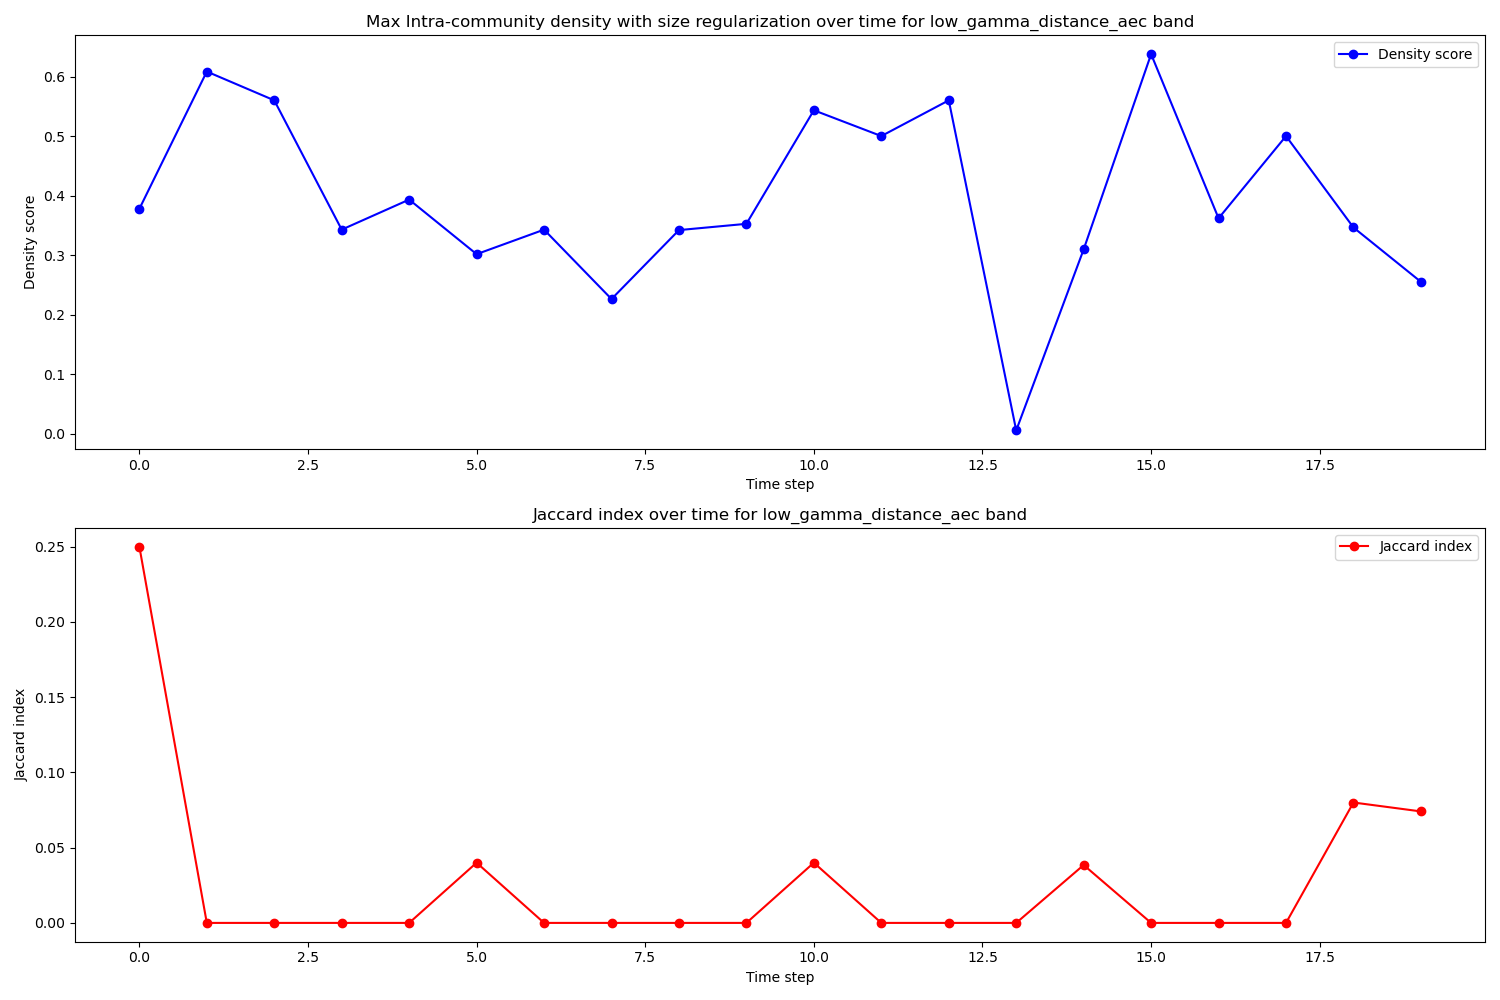 Max Intra-community density with size regularization over time for low_gamma_distance_aec band
Density score
0.6
0.5
0.4
0.3
0.2
0.1
0.0
Density score
0.0 2.5 5.0 7.5 10.0 12.5 15.0 17.5
Time step
Jaccard index over time for low_gamma_distance_aec band
Jaccard index
0.25
0.20
0.15
0.10
0.05
0.00
Jaccard index
0.0 2.5 5.0 7.5 10.0 12.5 15.0 17.5
Time step